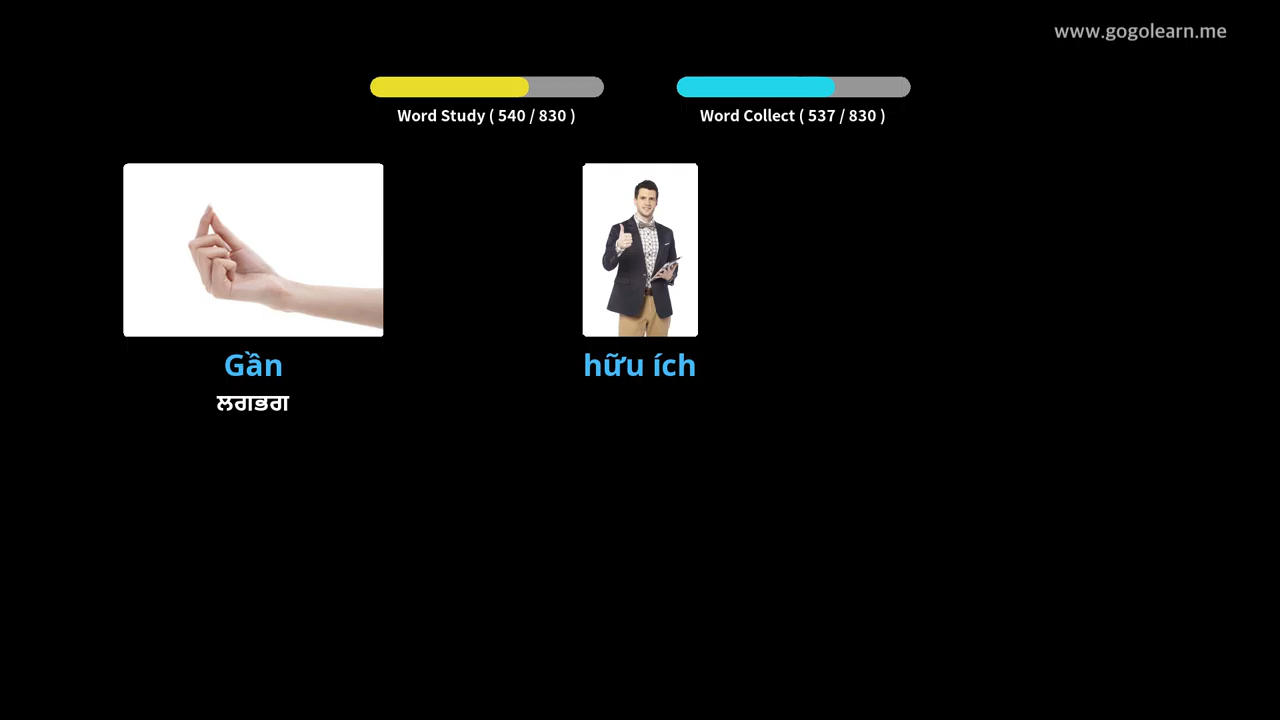 www.gogolearn.me
Word Study ( 540 / 830 )
Word Collect ( 537 / 830 )
Gần
ਲਗਭਗ
hữu ích